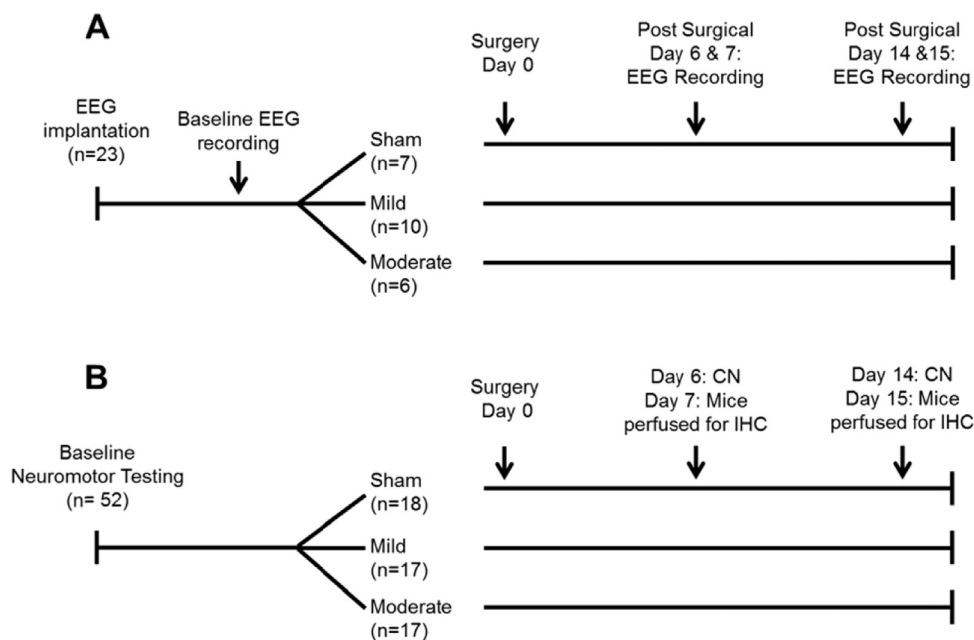 A
EEG
implantation
(n=23)
Baseline EEG
recording
Sham
(n=7)
Mild
(n=10)
Moderate
(n=6)
Surgery
Day 0
Post Surgical
Day 6 & 7:
EEG Recording
Post Surgical
Day 14 &15:
EEG Recording
B
Baseline
Neuromotor Testing
(n= 52)
Sham
(n=18)
Mild
(n=17)
Moderate
(n=17)
Surgery
Day 0
Day 6: CN
Day 7: Mice
perfused for IHC
Day 14: CN
Day 15: Mice
perfused for IHC